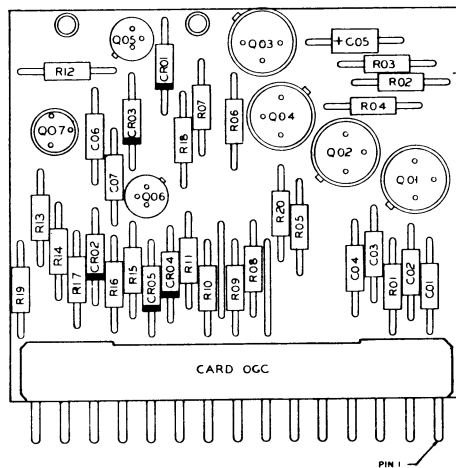 Q05
Q03
+ C05
CR01
R03
R12
R02
R07
R04
C06
CR03
R18
R06
Q04
Q07
Q02
C07
Q01
Q06
R13
R20
R05
R14
CR02
R15
R11
R08
C03
C02
R19
R17
R16
CR05
CR04
R10
R09
C04
R01
C01
CARD OGC
PIN 1